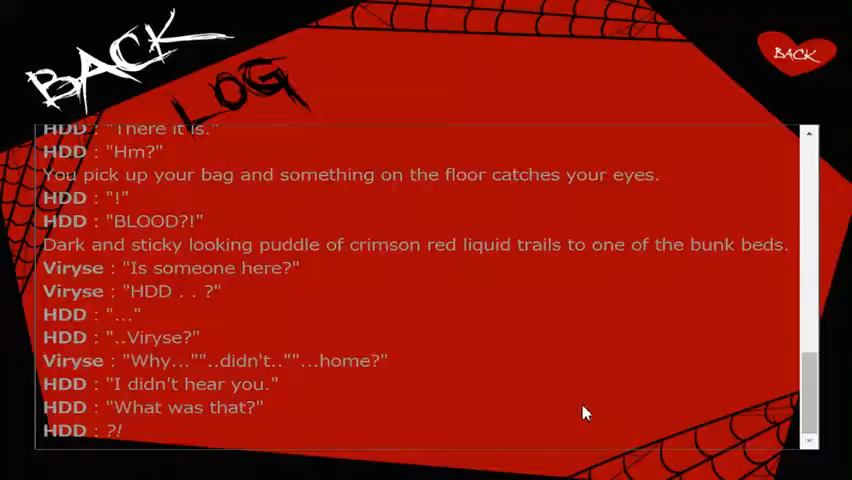 BACK
LOG
BACK
HDD : "There it is."
HDD : "Hm?"
You pick up your bag and something on the floor catches your eyes.
HDD : "!"
HDD : "BLOOD?!"
Dark and sticky looking puddle of crimson red liquid trails to one of the bunk beds.
Viryse : "Is someone here?"
Viryse : "HDD . . ?"
HDD : "..."
HDD : "..Viryse?"
Viryse : "Why...""..didn't..""...home?"
HDD : "I didn't hear you."
HDD : "What was that?"
HDD : ?!